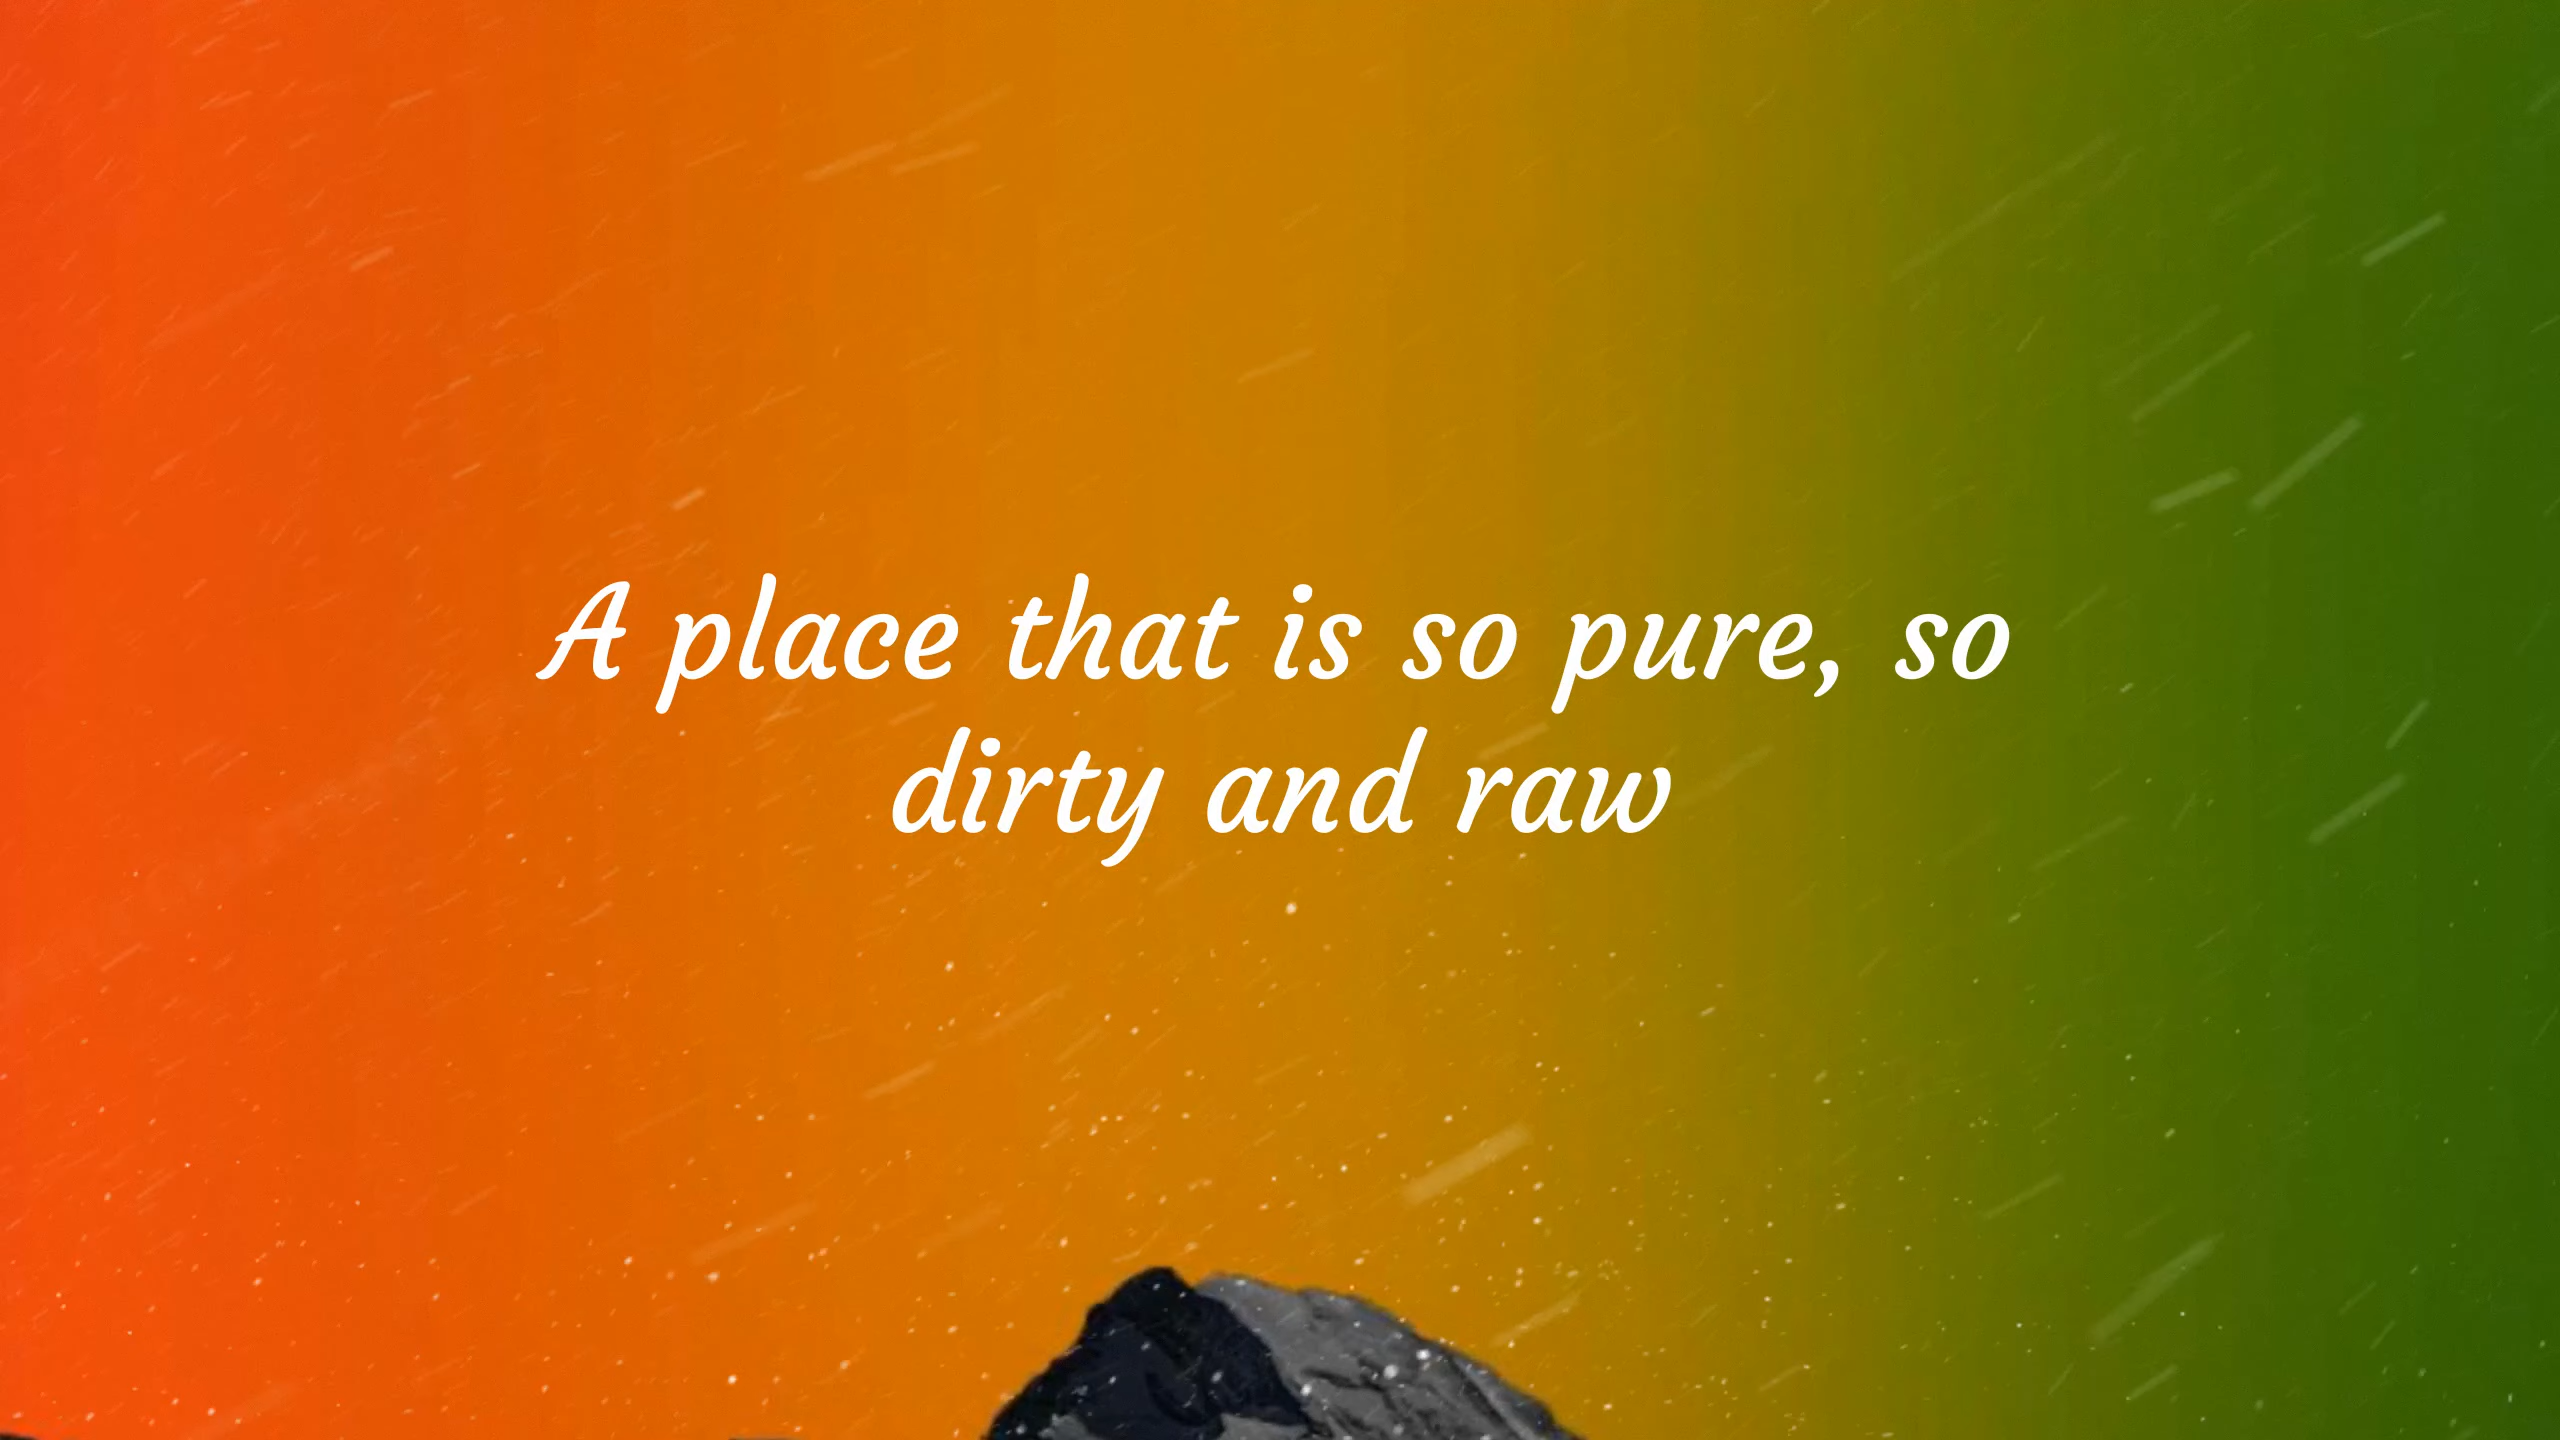 A place that is so pure, so
dirty and raw